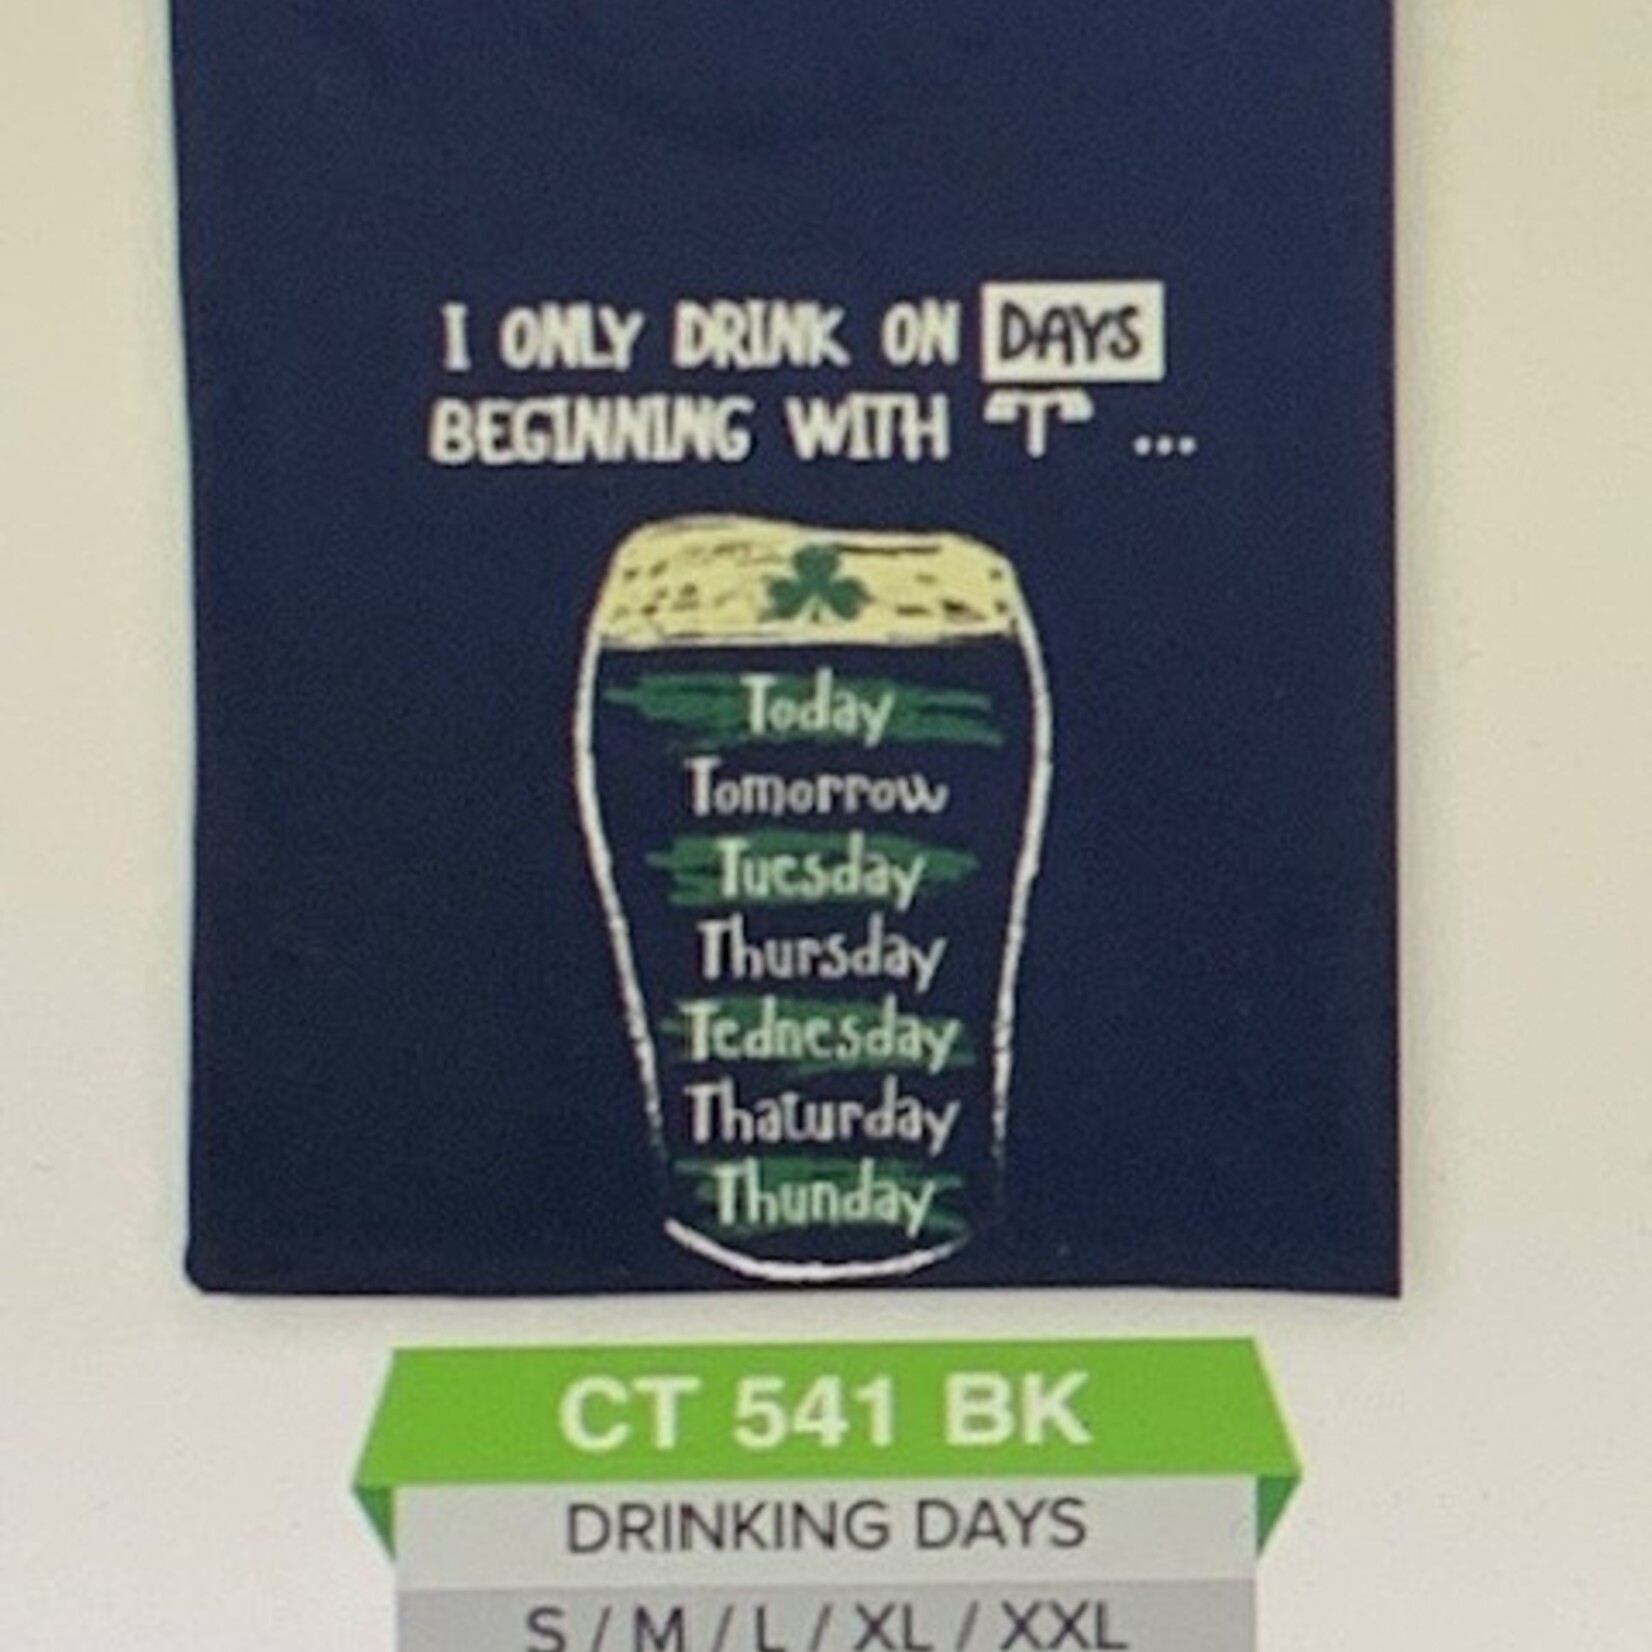 I ONLY DRINK ON DAYS
BEGINNING WITH "T" ...
Today
Tomorrow
Tuesday
Thursday
Tednesday
Thaturday
Thunday
CT 541 BK
DRINKING DAYS
S / M / L / XL / XXL